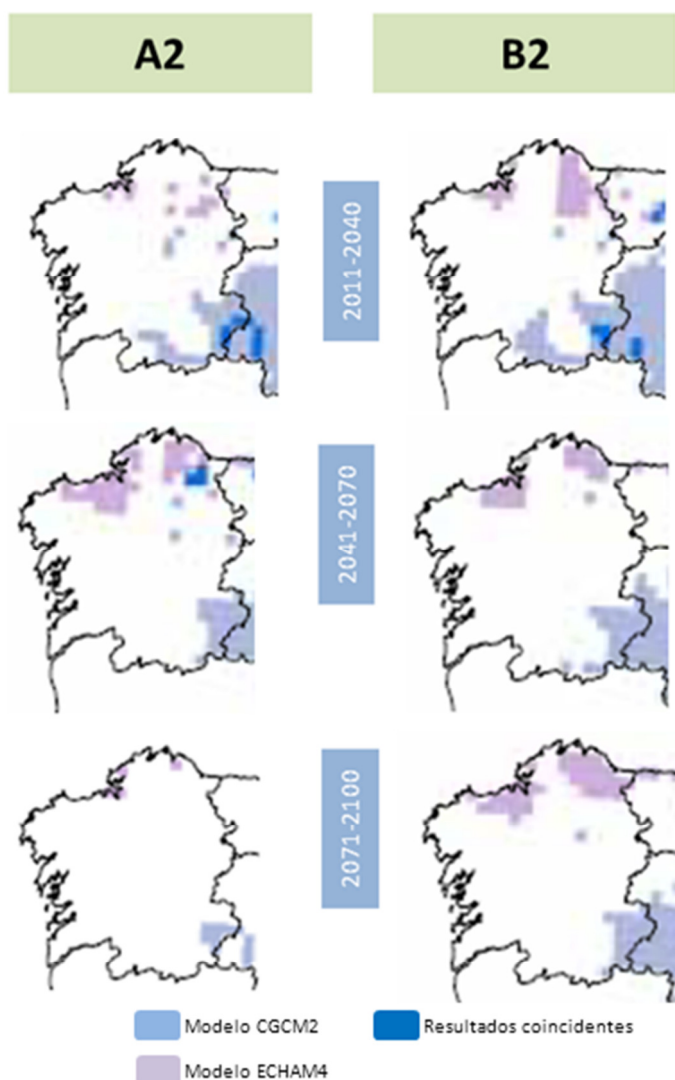 A2
B2
2011-2040
2041-2070
2071-2100
Modelo CGCM2
Resultados coincidentes
Modelo ECHAM4